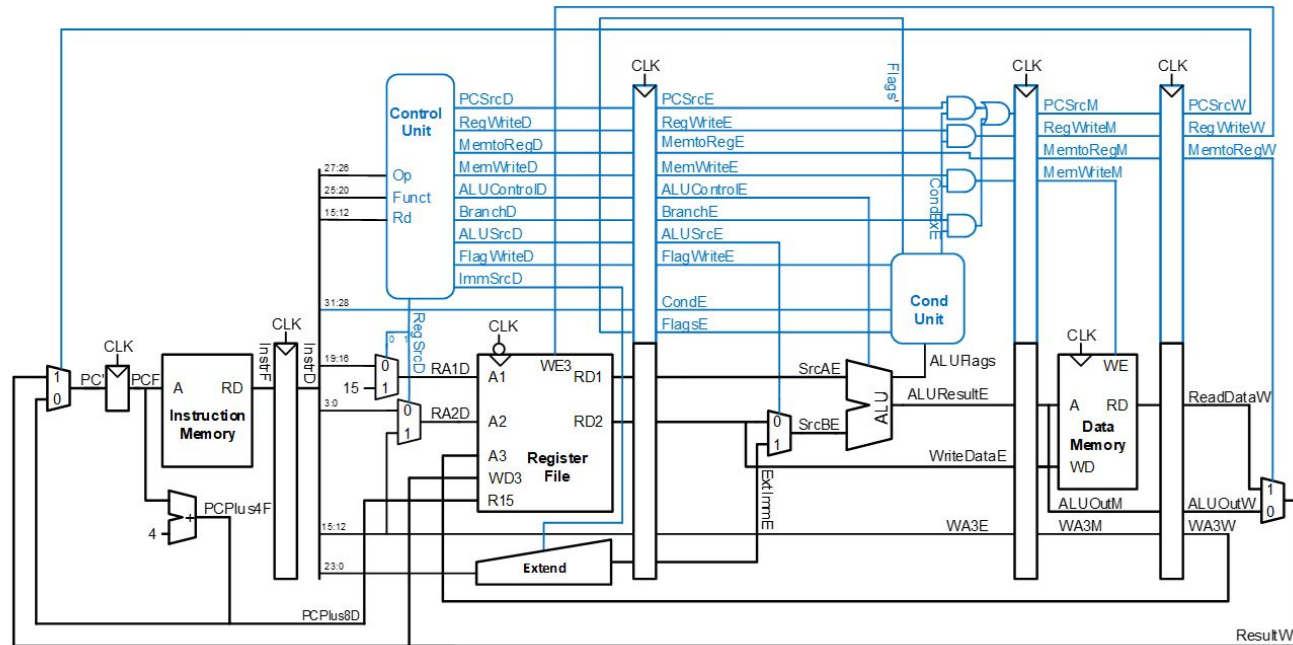 CLK
CLK
CLK
Flags'
Control
Unit
Op
Funct
Rd
PCSrcD
RegWriteD
MemtoRegD
MemWriteD
ALUControlD
BranchD
ALUSrcD
FlagWriteD
ImmSrcD
PCSrcE
RegWriteE
MemtoRegE
MemWriteE
ALUControlE
BranchE
ALUSrcE
FlagWriteE
CondE
FlagsE
CondExE
Cond
Unit
PCSrcM
RegWriteM
MemtoRegM
MemWriteM
PCSrcW
RegWriteW
MemtoRegW
27:26
25:20
15:12
31:28
19:16
15
3:0
15:12
23:0
0 1
RegSrcD
CLK
CLK
CLK
CLK
1
0
PC'
PCF
A
RD
Instruction
Memory
InstrF
InstrD
PCPlus4F
4
+
PCPlus8D
0
1
0
1
RA1D
RA2D
WE3
A1
A2
A3
WD3
R15
RD1
RD2
Register
File
Extend
ExtImmE
0
1
SrcAE
SrcBE
ALU
ALUFlags
ALUResultE
WriteDataE
WA3E
WE
A
RD
Data
Memory
WD
ALUOutM
WA3M
ReadDataW
ALUOutW
WA3W
1
0
ResultW